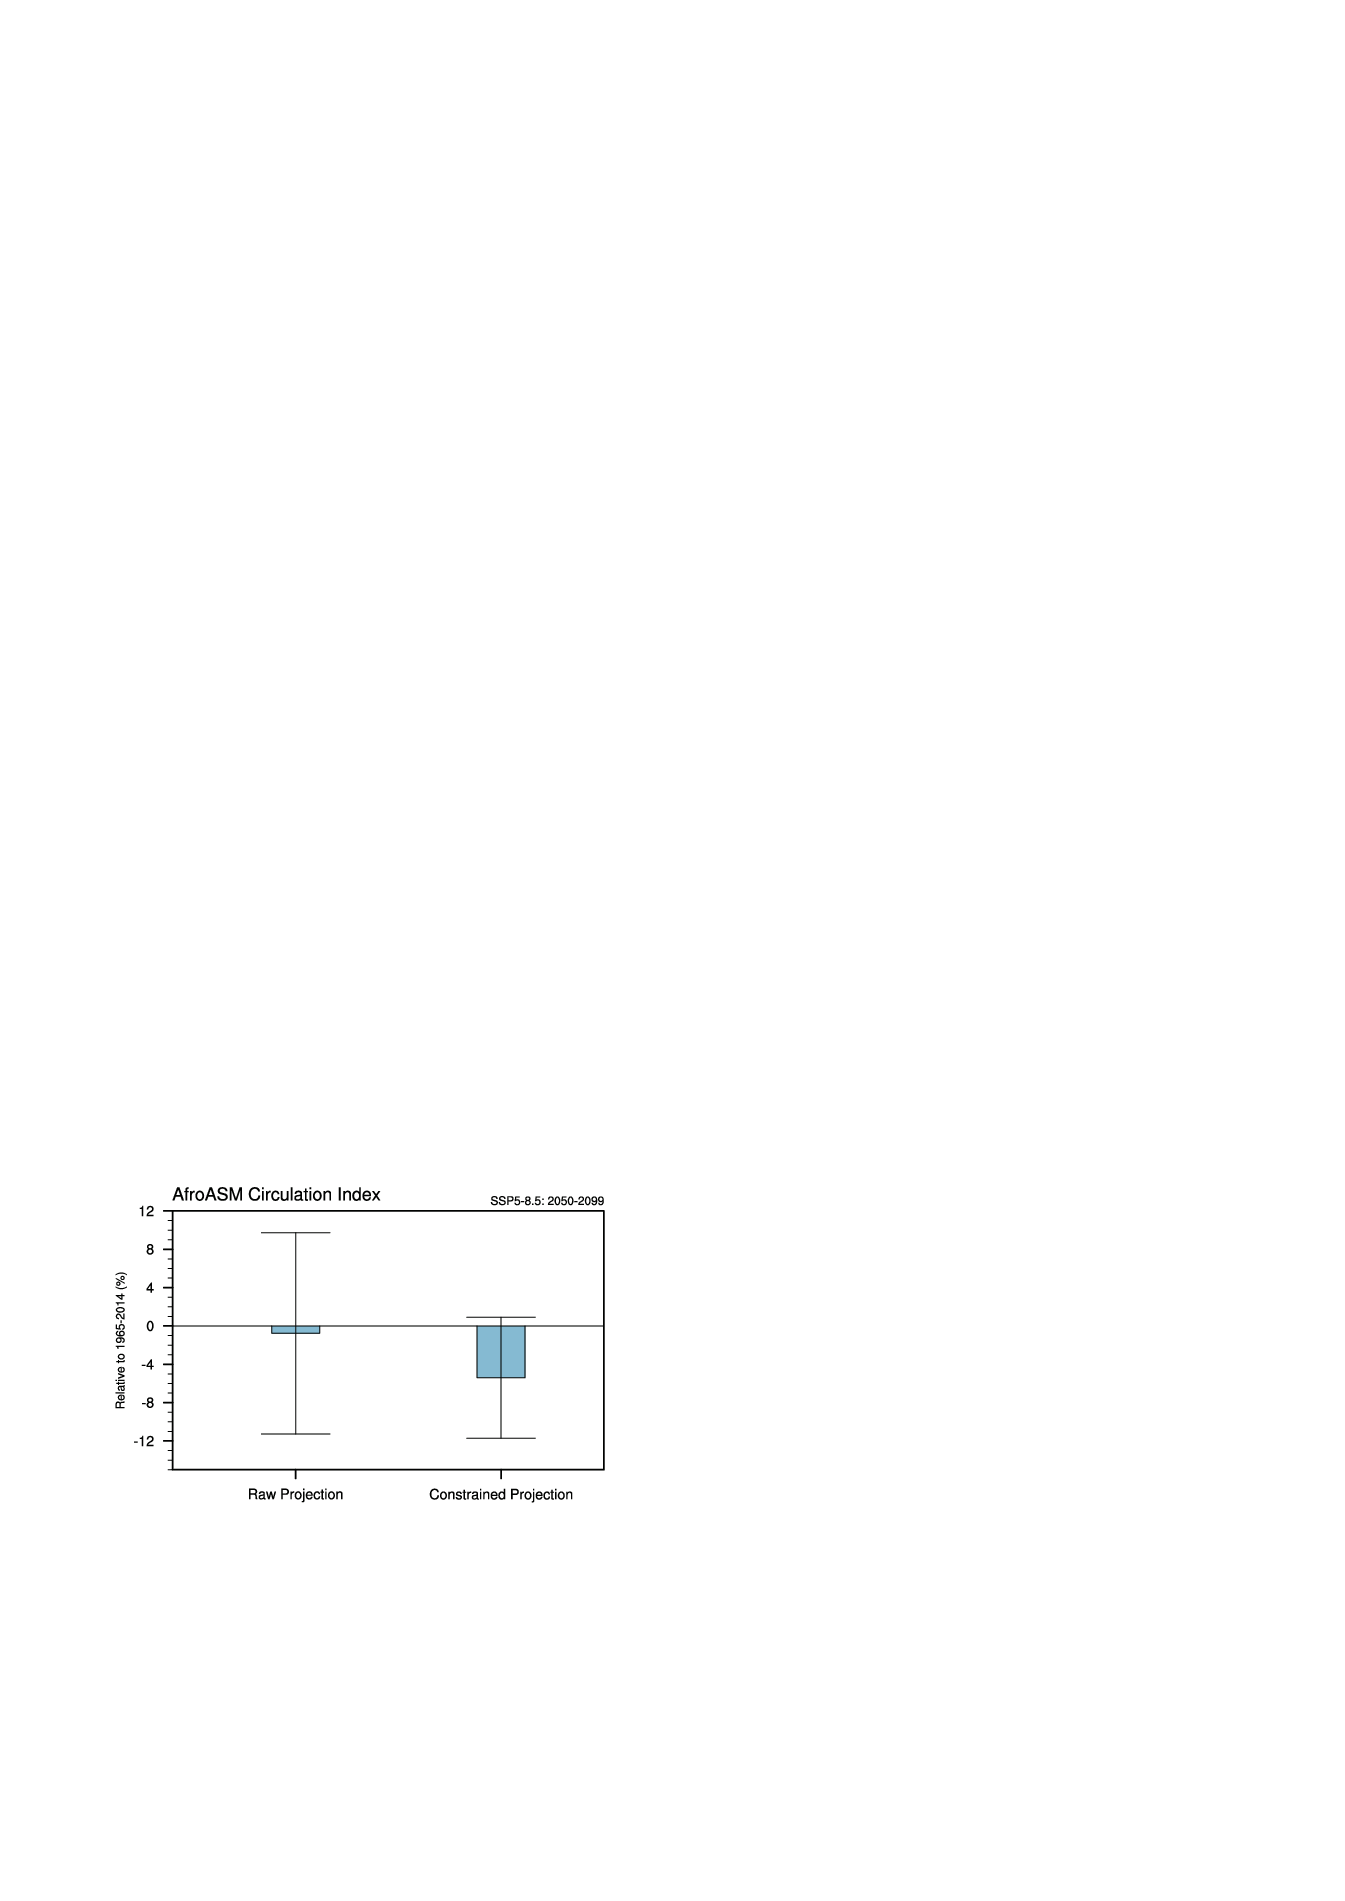 AfroASM Circulation Index
SSP5-8.5: 2050-2099
12
8
4
0
-4
-8
-12
Relative to 1965-2014 (%)
Raw Projection
Constrained Projection